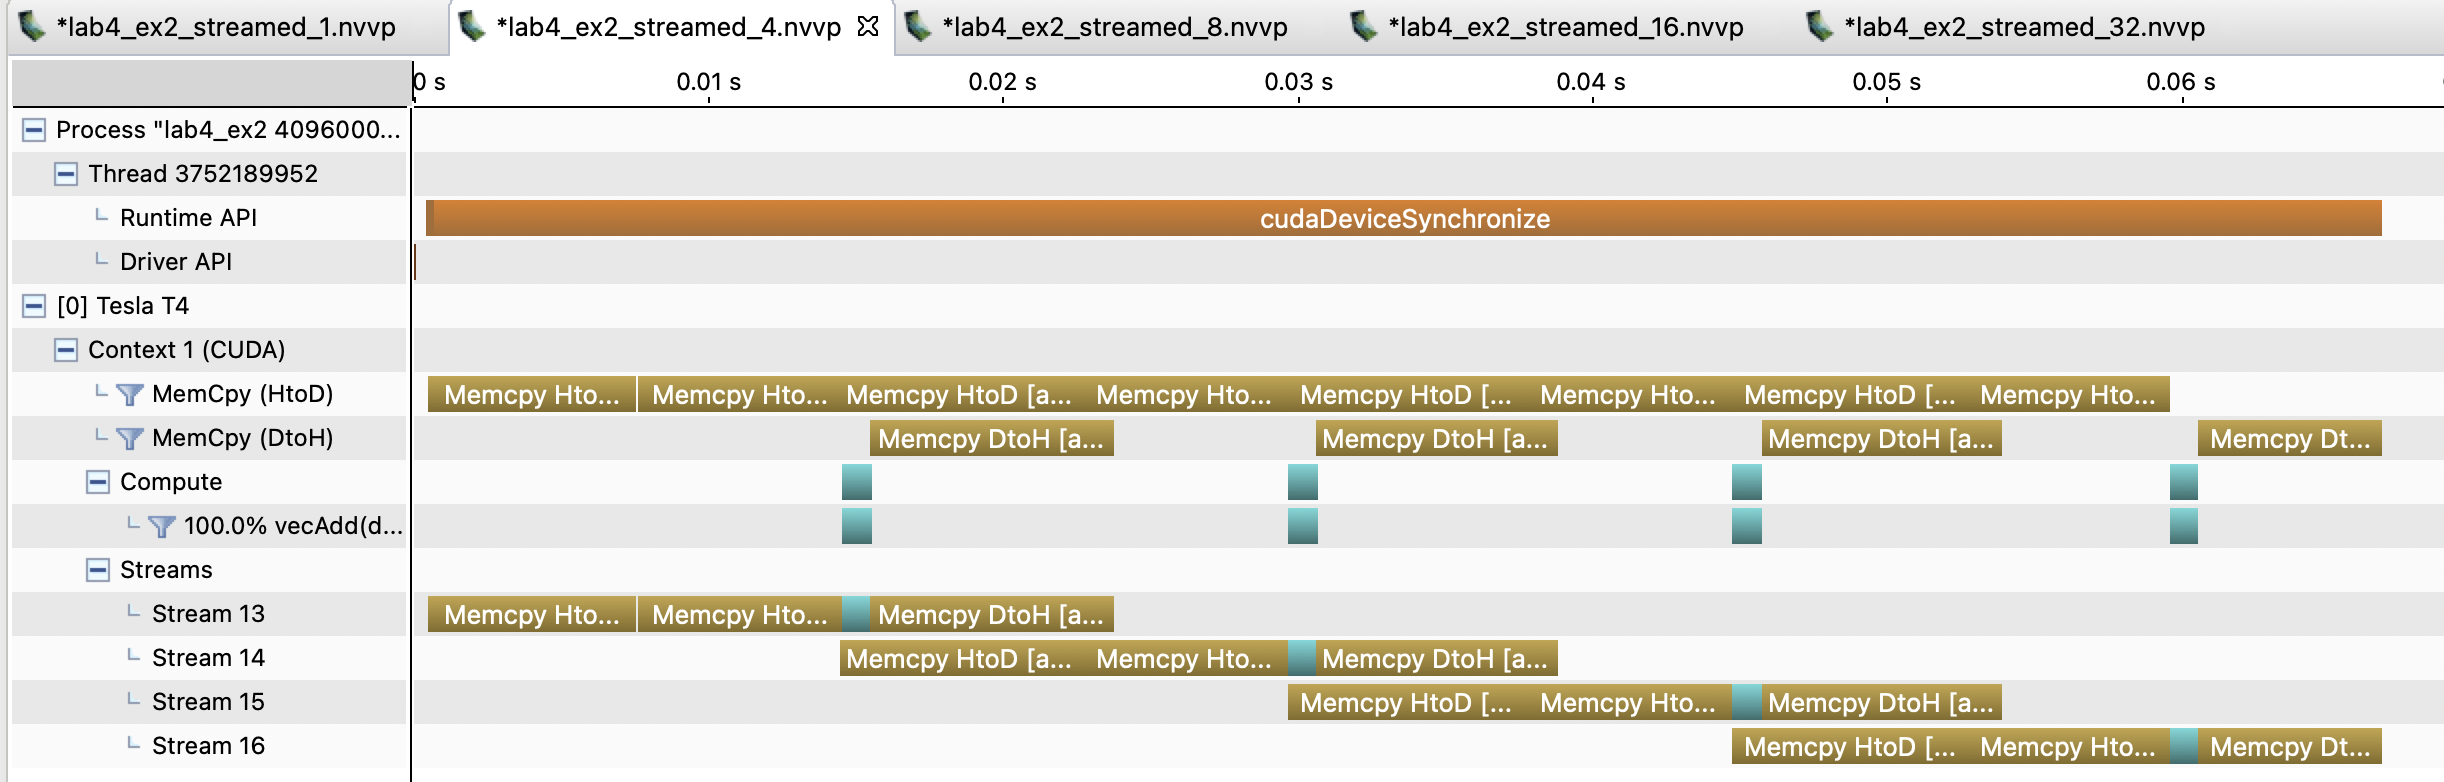 *lab4_ex2_streamed_1.nvvp *lab4_ex2_streamed_4.nvvp *lab4_ex2_streamed_8.nvvp *lab4_ex2_streamed_16.nvvp *lab4_ex2_streamed_32.nvvp
0 s 0.01 s 0.02 s 0.03 s 0.04 s 0.05 s 0.06 s
Process "lab4_ex2 4096000...
Thread 3752189952
Runtime API cudaDeviceSynchronize
Driver API
[0] Tesla T4
Context 1 (CUDA)
MemCpy (HtoD) Memcpy Hto... Memcpy Hto... Memcpy HtoD [a... Memcpy Hto... Memcpy HtoD [... Memcpy Hto... Memcpy HtoD [... Memcpy Hto...
MemCpy (DtoH) Memcpy DtoH [a... Memcpy DtoH [a... Memcpy DtoH [a... Memcpy Dt...
Compute
100.0% vecAdd(d...
Streams
Stream 13 Memcpy Hto... Memcpy Hto... Memcpy DtoH [a...
Stream 14 Memcpy HtoD [a... Memcpy Hto... Memcpy DtoH [a...
Stream 15 Memcpy HtoD [... Memcpy Hto... Memcpy DtoH [a...
Stream 16 Memcpy HtoD [... Memcpy Hto... Memcpy Dt...